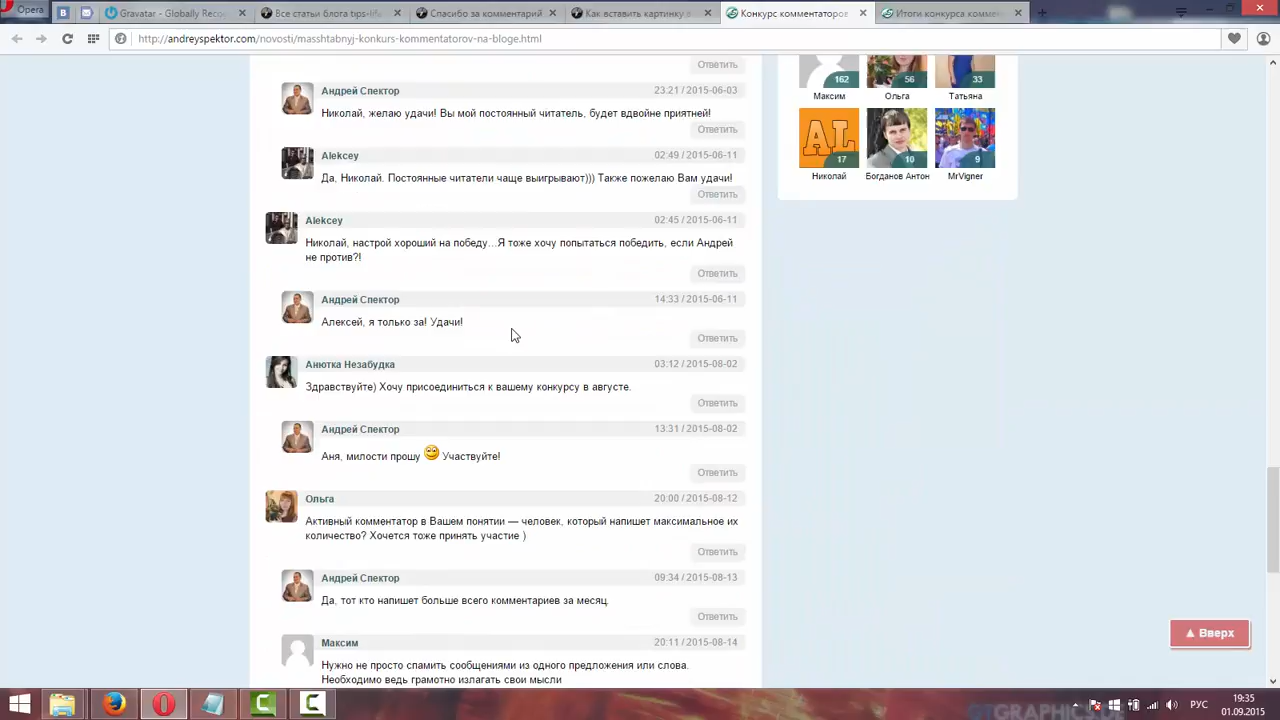 Opera
Gravatar - Globally Reco
Все статьи блога tips-life
Спасибо за комментарий
Как вставить картинку в
Конкурс комментаторов
Итоги конкурса коммен
http://andreyspektor.com/novosti/masshtabnyj-konkurs-kommentatorov-na-bloge.html
Ответить
Андрей Спектор 23:21 / 2015-06-03
Николай, желаю удачи! Вы мой постоянный читатель, будет вдвойне приятней!
Ответить
Alekcey 02:49 / 2015-06-11
Да, Николай. Постоянные читатели чаще выигрывают))) Также пожелаю Вам удачи!
Ответить
Alekcey 02:45 / 2015-06-11
Николай, настрой хороший на победу...Я тоже хочу попытаться победить, если Андрей
не против?!
Ответить
Андрей Спектор 14:33 / 2015-06-11
Алексей, я только за! Удачи!
Ответить
Анютка Незабудка 03:12 / 2015-08-02
Здравствуйте) Хочу присоединиться к вашему конкурсу в августе.
Ответить
Андрей Спектор 13:31 / 2015-08-02
Аня, милости прошу Участвуйте!
Ответить
Ольга 20:00 / 2015-08-12
Активный комментатор в Вашем понятии — человек, который напишет максимальное их
количество? Хочется тоже принять участие )
Ответить
Андрей Спектор 09:34 / 2015-08-13
Да, тот кто напишет больше всего комментариев за месяц.
Ответить
Максим 20:11 / 2015-08-14
Нужно не просто спамить сообщениями из одного предложения или слова.
Необходимо ведь грамотно излагать свои мысли
162 56 33
Максим Ольга Татьяна
AL
17 10 9
Николай Богданов Антон MrVigner
Вверх
РУС
19:35
01.09.2015